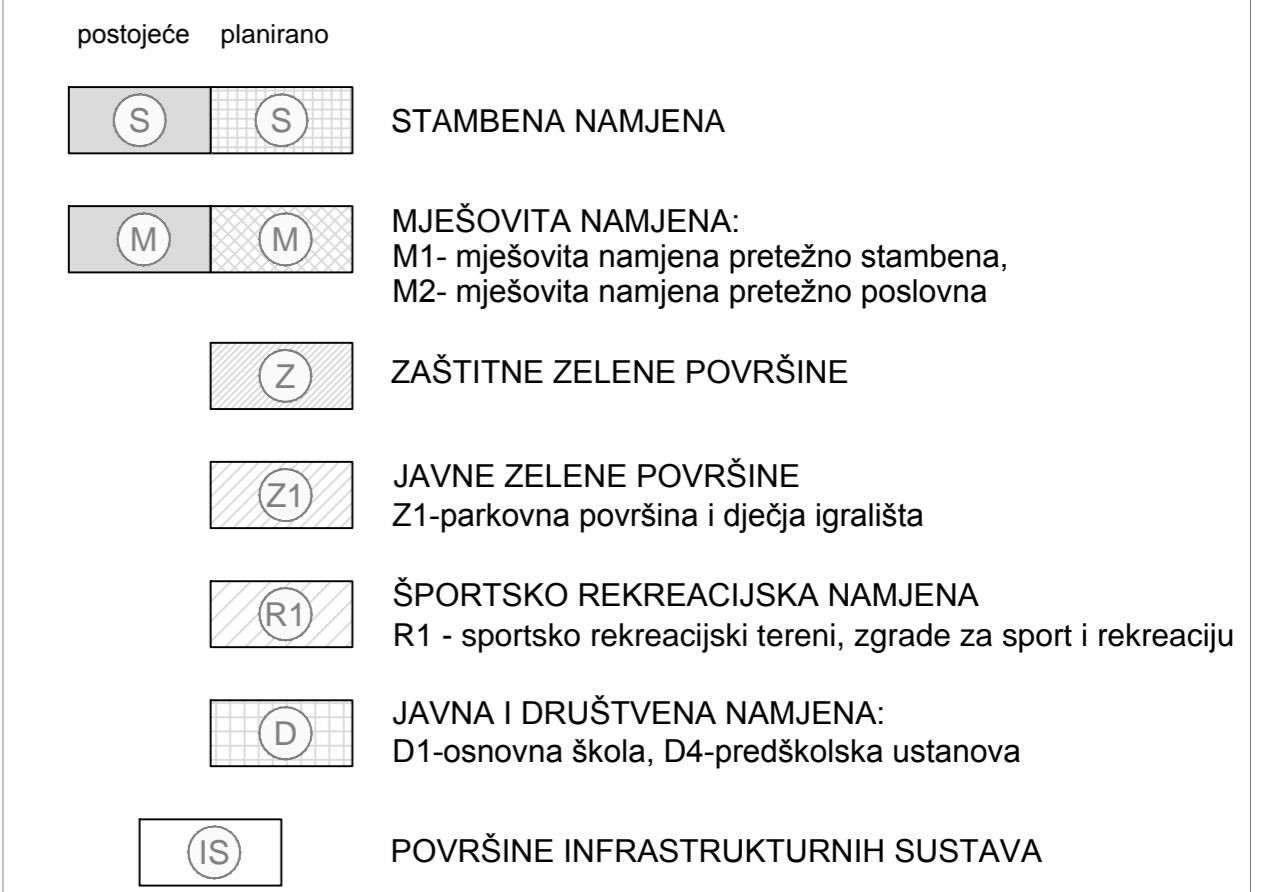 postojeće planirano
S S STAMBENA NAMJENA
M M MJEŠOVITA NAMJENA:
M1- mješovita namjena pretežno stambena,
M2- mješovita namjena pretežno poslovna
Z ZAŠTITNE ZELENE POVRŠINE
Z1 JAVNE ZELENE POVRŠINE
Z1-parkovna površina i dječja igrališta
R1 ŠPORTSKO REKREACIJSKA NAMJENA
R1 - sportsko rekreacijski tereni, zgrade za sport i rekreaciju
D JAVNA I DRUŠTVENA NAMJENA:
D1-osnovna škola, D4-predškolska ustanova
IS POVRŠINE INFRASTRUKTURNIH SUSTAVA